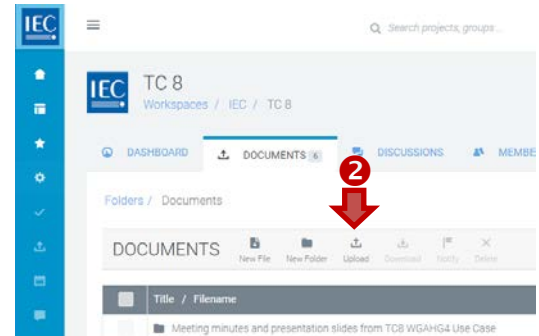 IEC
Search projects, groups...
IEC
TC 8
Workspaces / IEC / TC 8
DASHBOARD
DOCUMENTS 6
DISCUSSIONS
MEMBE
2
Folders / Documents
DOCUMENTS
New File New Folder Upload Download Notify Delete
Title / Filename
Meeting minutes and presentation slides from TC8 WGAHG4 Use Case